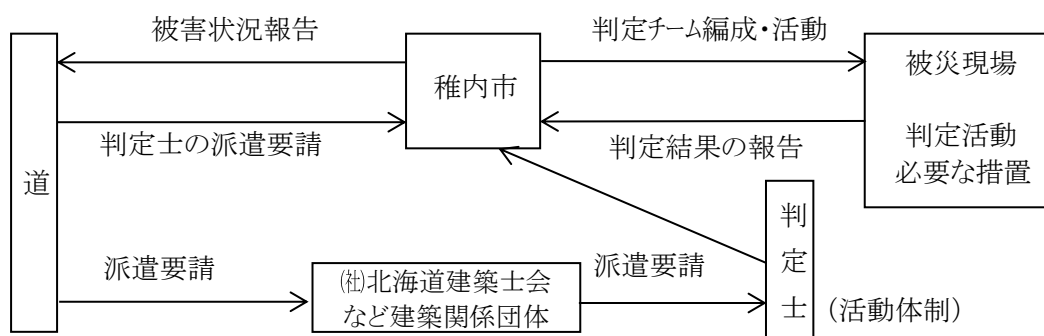 被害状況報告
判定チーム編成・活動
稚内市
被災現場
判定活動
必要な措置
判定士の派遣要請
判定結果の報告
道
派遣要請
㈳北海道建築士会
など建築関係団体
派遣要請
判定士
(活動体制)